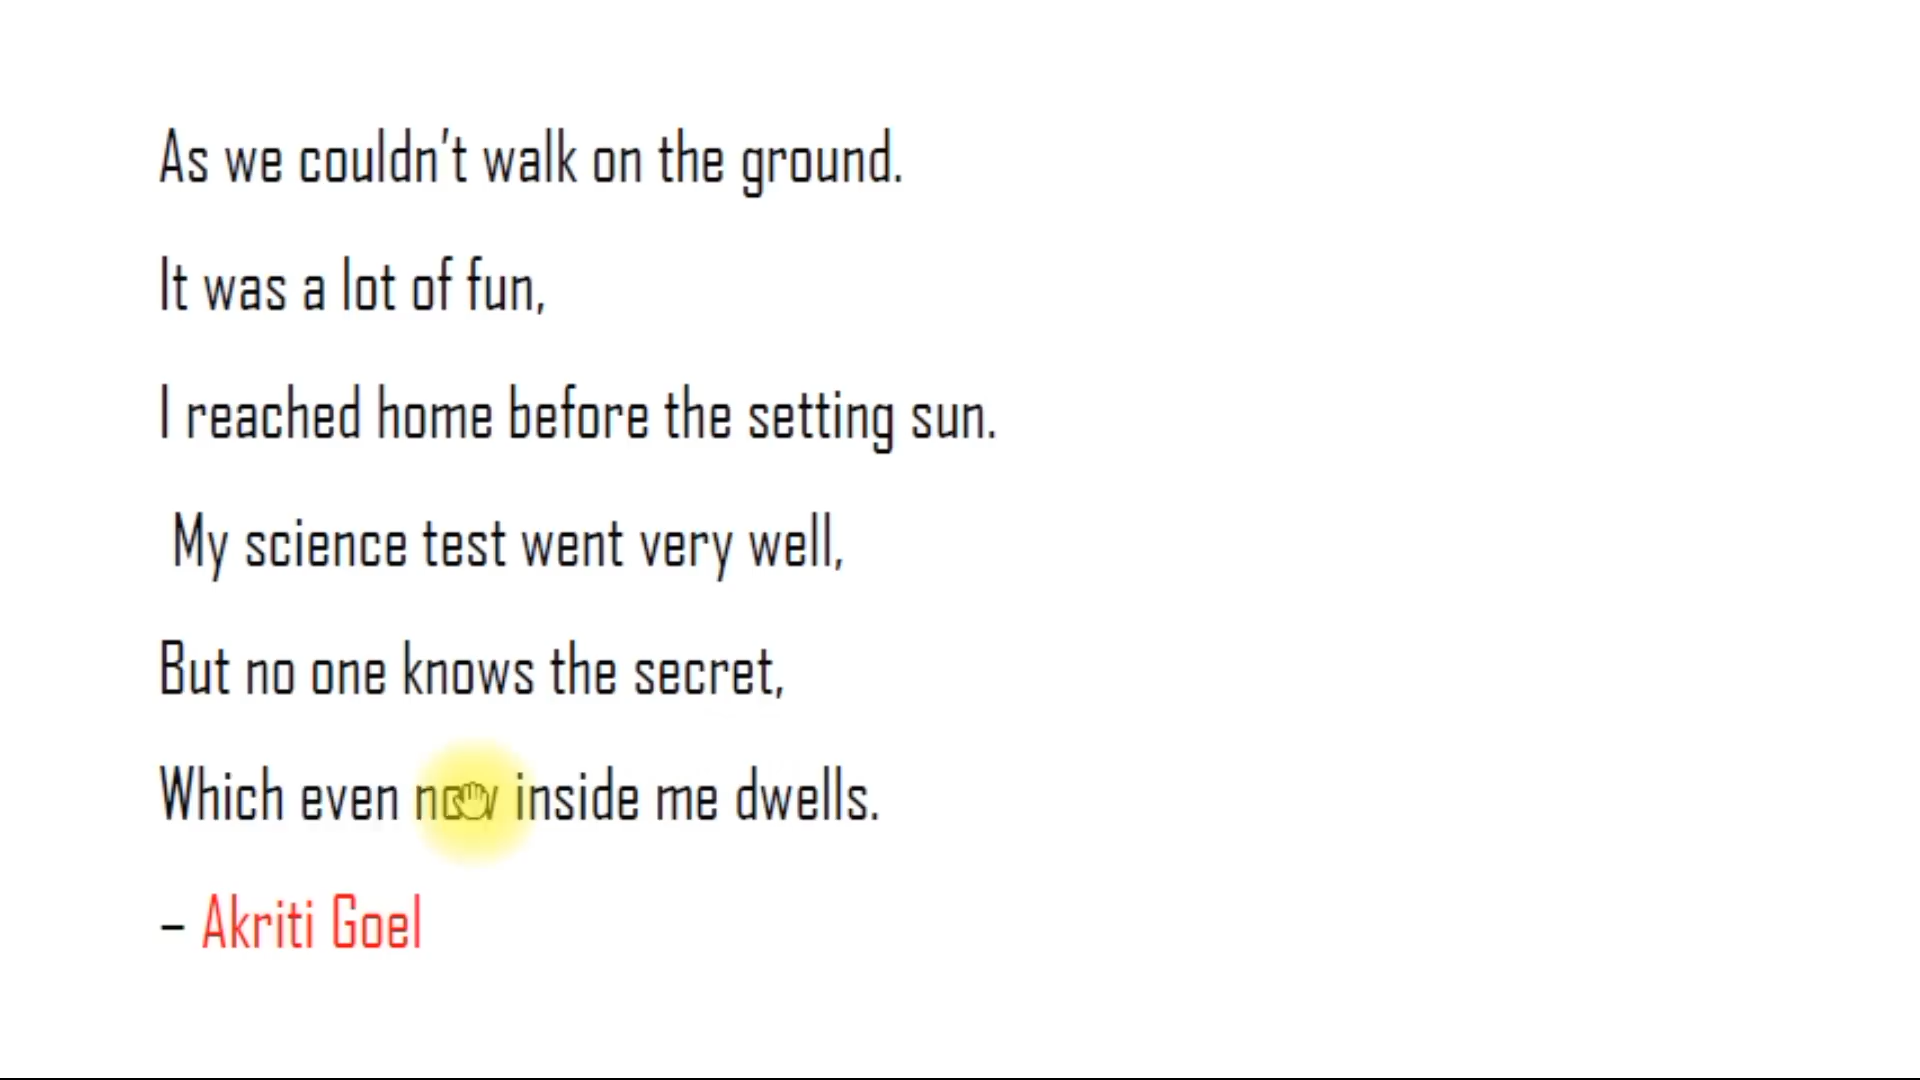 As we couldn't walk on the ground.
It was a lot of fun,
I reached home before the setting sun.
My science test went very well,
But no one knows the secret,
Which even now inside me dwells.
– Akriti Goel